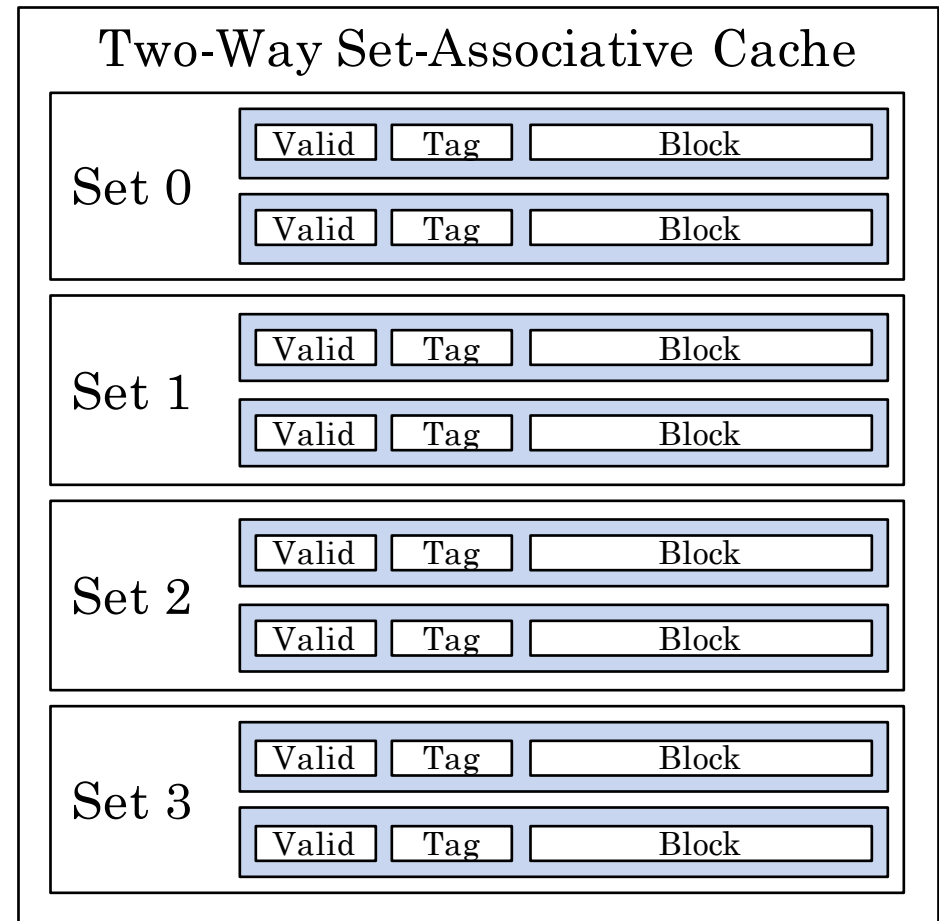 Two-Way Set-Associative Cache
Valid Tag Block
Set 0
Valid Tag Block
Valid Tag Block
Set 1
Valid Tag Block
Valid Tag Block
Set 2
Valid Tag Block
Valid Tag Block
Set 3
Valid Tag Block